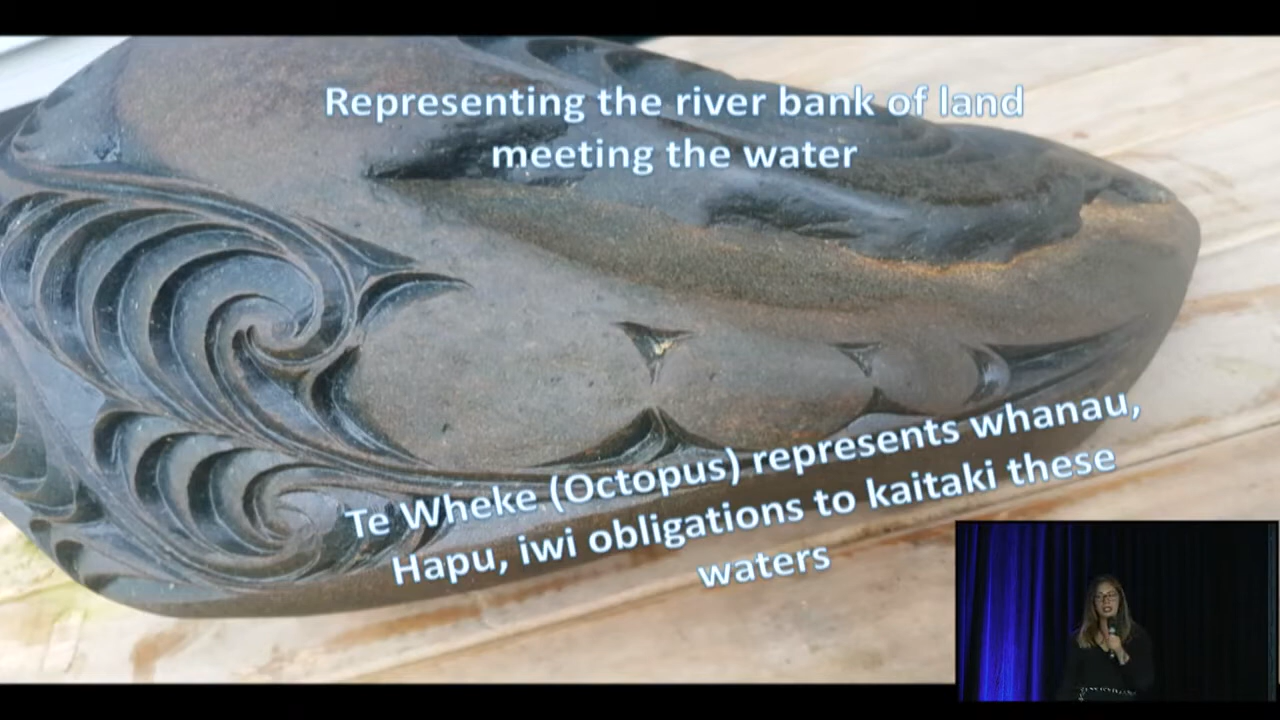 Representing the river bank of land
meeting the water
Te Wheke (Octopus) represents whanau,
Hapu, iwi obligations to kaitaki these
waters